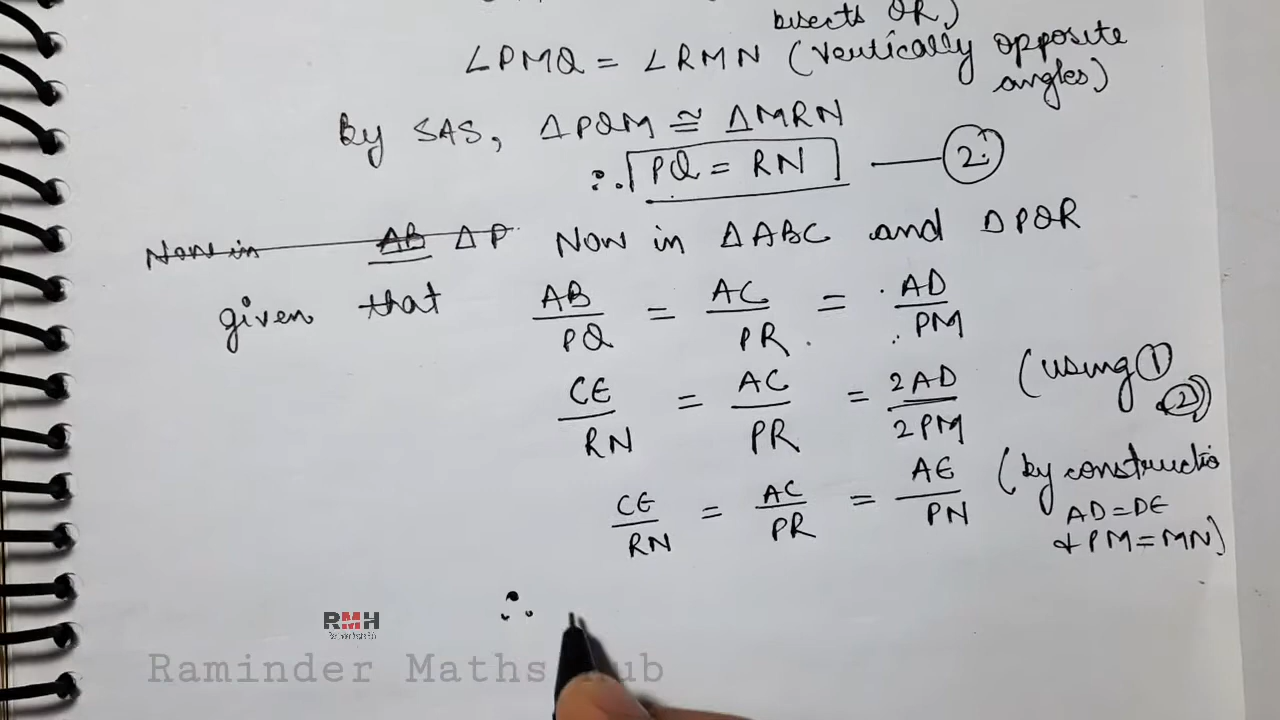 bisects QR)
∠PMQ = ∠RMN (vertically opposite
angles)
By SAS, ΔPQM ≅ ΔMRN
∴ PQ = RN — 2
Now in AB ΔP Now in ΔABC and ΔPQR
given that AB/PQ = AC/PR = AD/PM
CE/RN = AC/PR = 2AD/2PM (using 1
2)
CE/RN = AC/PR = AE/PN (by constructio
AD = DE
& PM = MN)
∴
RMH
Raminder Maths Hub